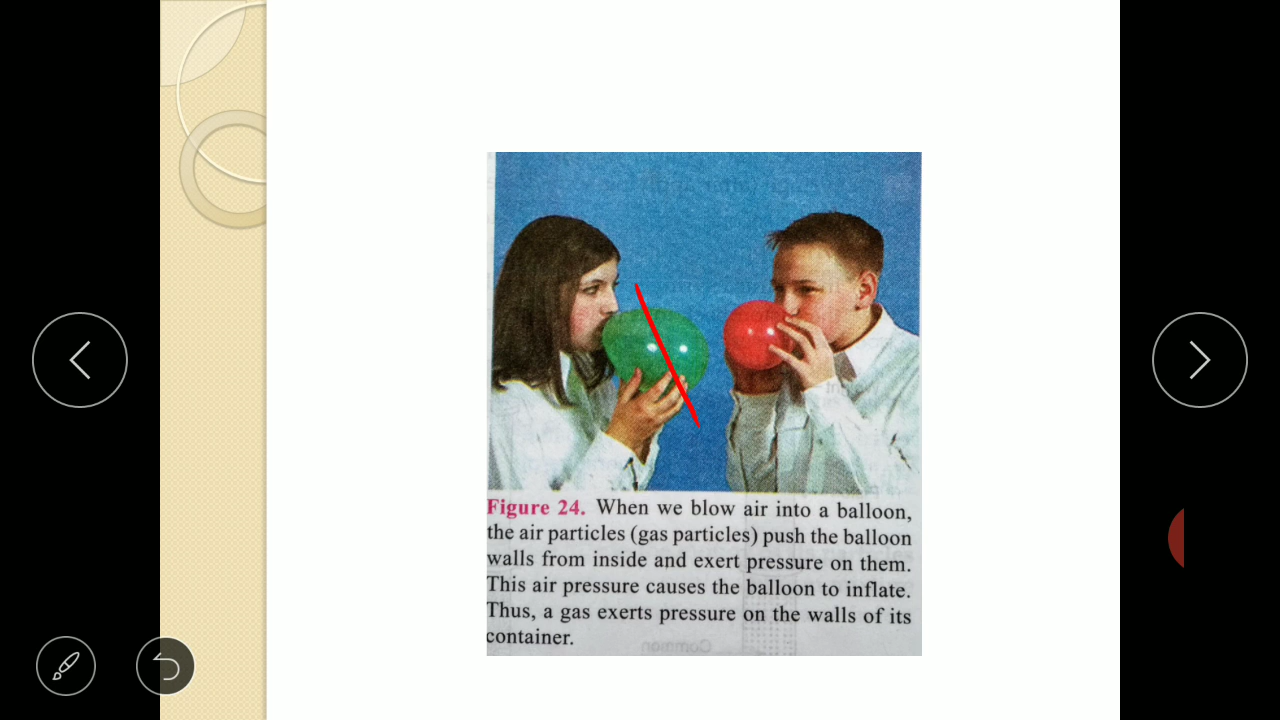 Figure 24. When we blow air into a balloon,
the air particles (gas particles) push the balloon
walls from inside and exert pressure on them.
This air pressure causes the balloon to inflate.
Thus, a gas exerts pressure on the walls of its
container.